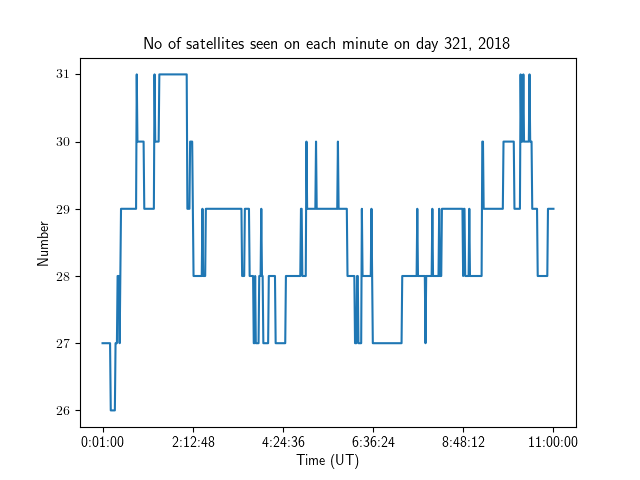 No of satellites seen on each minute on day 321, 2018
31
30
29
28
27
26
Number
0:01:00 2:12:48 4:24:36 6:36:24 8:48:12 11:00:00
Time (UT)